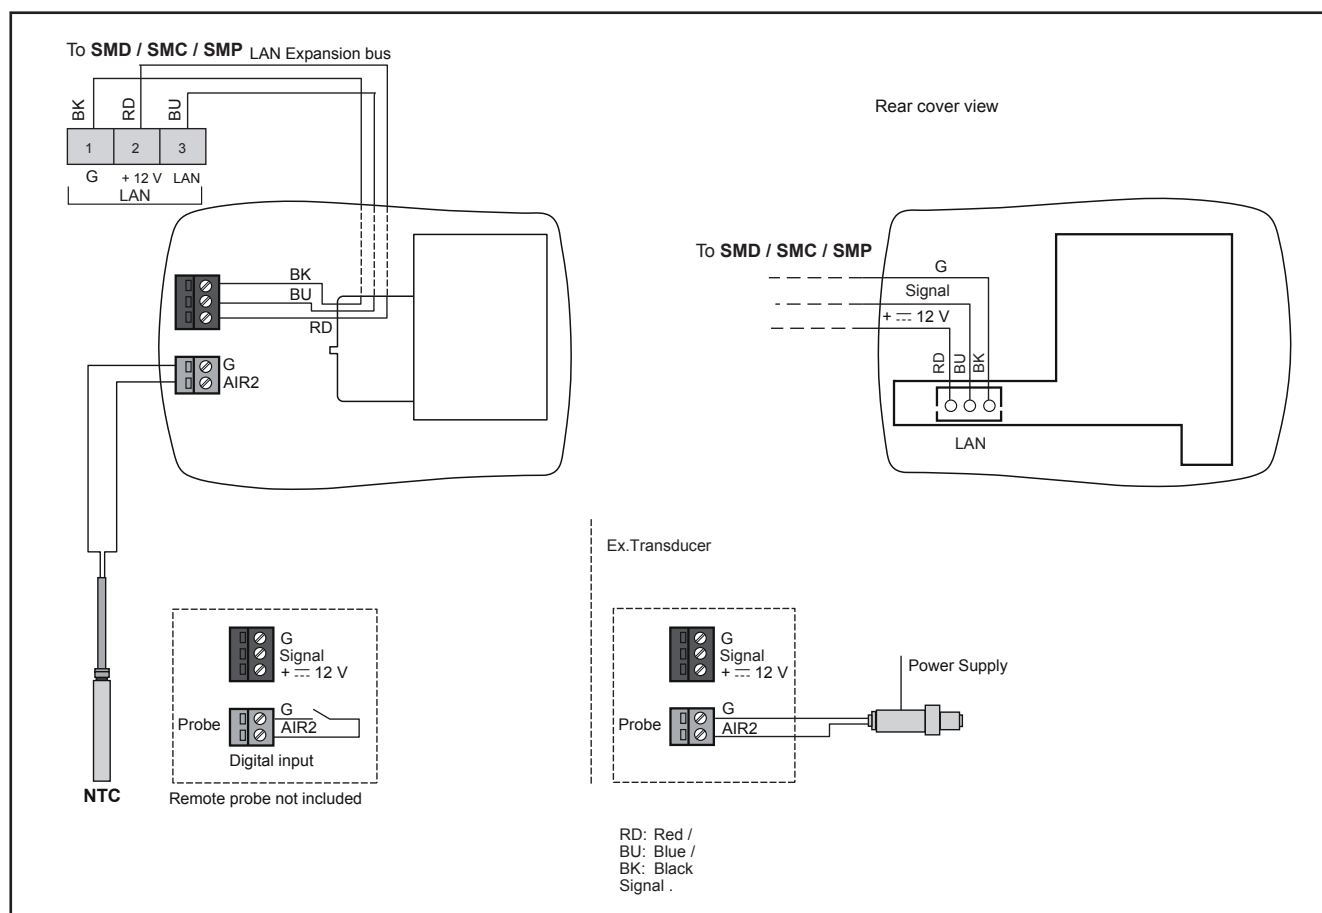 To SMD / SMC / SMP LAN Expansion bus
BK RD BU
1 2 3
G + 12 V LAN
LAN
BK
BU
RD
G
AIR2
NTC
G
Signal
+ ⎓ 12 V
Probe
G
AIR2
Digital input
Remote probe not included
Rear cover view
To SMD / SMC / SMP
G
Signal
+ ⎓ 12 V
RD BU BK
LAN
Ex.Transducer
G
Signal
+ ⎓ 12 V
Probe
G
AIR2
Power Supply
RD: Red /
BU: Blue /
BK: Black
Signal .